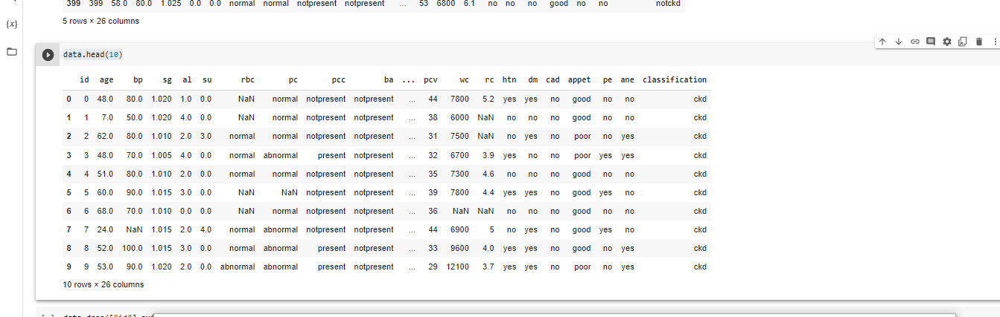 399 399 58.0 80.0 1.025 0.0 0.0 normal normal notpresent notpresent ... 53 6800 6.1 no no no good no no notckd
5 rows × 26 columns
{x}
data.head(10)
id age bp sg al su rbc pc pcc ba ... pcv wc rc htn dm cad appet pe ane classification
0 0 48.0 80.0 1.020 1.0 0.0 NaN normal notpresent notpresent ... 44 7800 5.2 yes yes no good no no ckd
1 1 7.0 50.0 1.020 4.0 0.0 NaN normal notpresent notpresent ... 38 6000 NaN no no no good no no ckd
2 2 62.0 80.0 1.010 2.0 3.0 normal normal notpresent notpresent ... 31 7500 NaN no yes no poor no yes ckd
3 3 48.0 70.0 1.005 4.0 0.0 normal abnormal present notpresent ... 32 6700 3.9 yes no no poor yes yes ckd
4 4 51.0 80.0 1.010 2.0 0.0 normal normal notpresent notpresent ... 35 7300 4.6 no no no good no no ckd
5 5 60.0 90.0 1.015 3.0 0.0 NaN NaN notpresent notpresent ... 39 7800 4.4 yes yes no good yes no ckd
6 6 68.0 70.0 1.010 0.0 0.0 NaN normal notpresent notpresent ... 36 NaN NaN no no no good no no ckd
7 7 24.0 NaN 1.015 2.0 4.0 normal abnormal notpresent notpresent ... 44 6900 5 no yes no good yes no ckd
8 8 52.0 100.0 1.015 3.0 0.0 normal abnormal present notpresent ... 33 9600 4.0 yes yes no good no yes ckd
9 9 53.0 90.0 1.020 2.0 0.0 abnormal abnormal present notpresent ... 29 12100 3.7 yes yes no poor no yes ckd
10 rows × 26 columns